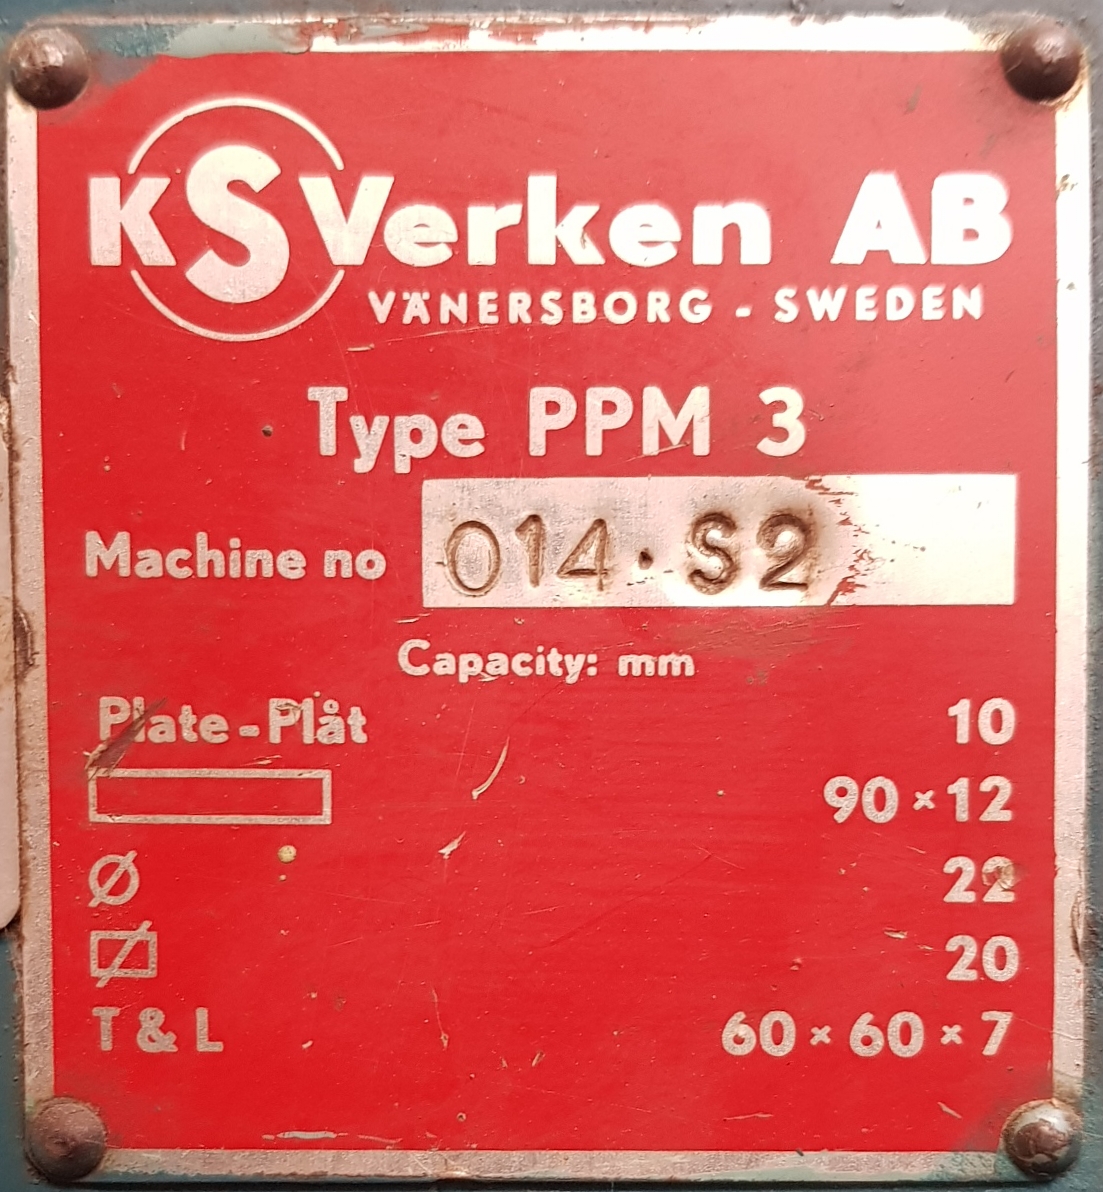 KSVerken AB
VÄNERSBORG - SWEDEN
Type PPM 3
Machine no 014·S2
Capacity: mm
Plate-Plåt 10
90×12
Ø 22
20
T & L 60×60×7